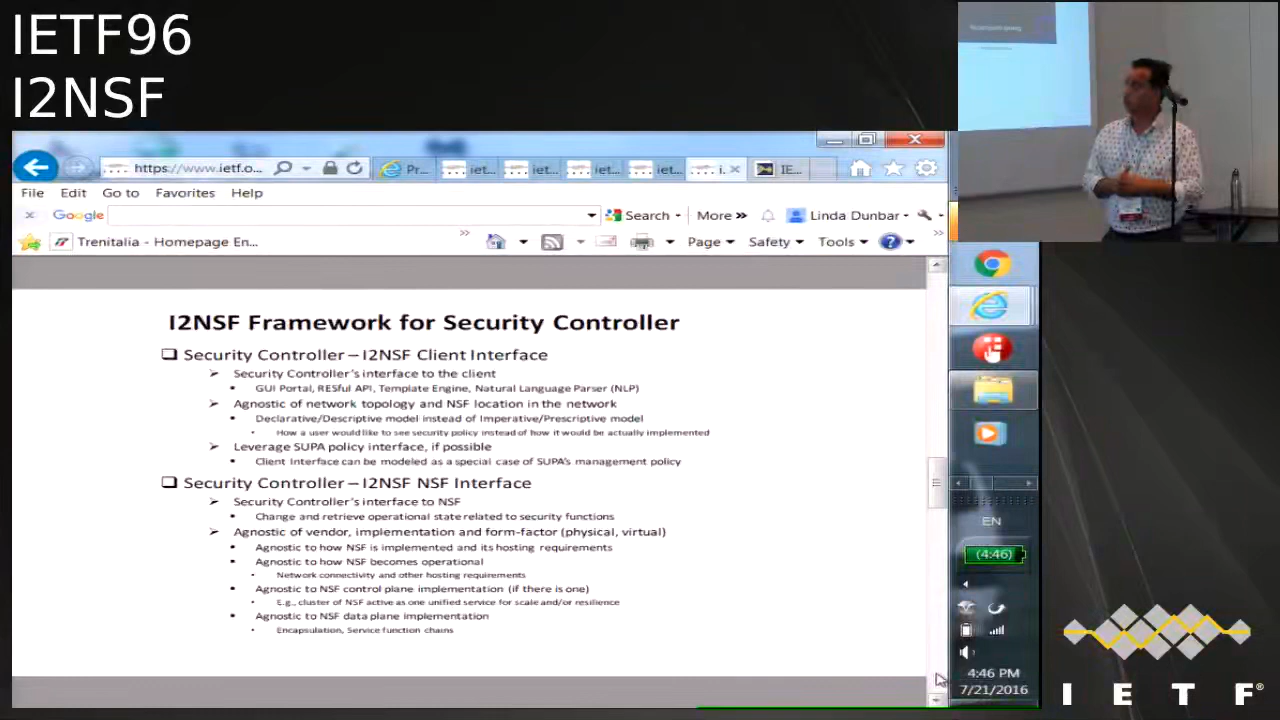 IETF96
I2NSF
https://www.ietf.o...
Pr...
iet...
iet...
iet...
iet...
i.
IE...
File Edit Go to Favorites Help
x Google Search More » Linda Dunbar
Trenitalia - Homepage En...
Page Safety Tools
I2NSF Framework for Security Controller
❑ Security Controller – I2NSF Client Interface
➢ Security Controller's interface to the client
▪ GUI Portal, RESful API, Template Engine, Natural Language Parser (NLP)
➢ Agnostic of network topology and NSF location in the network
▪ Declarative/Descriptive model instead of Imperative/Prescriptive model
• How a user would like to see security policy instead of how it would be actually implemented
➢ Leverage SUPA policy interface, if possible
▪ Client Interface can be modeled as a special case of SUPA's management policy
❑ Security Controller – I2NSF NSF Interface
➢ Security Controller's interface to NSF
▪ Change and retrieve operational state related to security functions
➢ Agnostic of vendor, implementation and form-factor (physical, virtual)
▪ Agnostic to how NSF is implemented and its hosting requirements
▪ Agnostic to how NSF becomes operational
• Network connectivity and other hosting requirements
▪ Agnostic to NSF control plane implementation (if there is one)
• E.g., cluster of NSF active as one unified service for scale and/or resilience
▪ Agnostic to NSF data plane implementation
• Encapsulation, Service function chains
EN
(4:46)
4:46 PM
7/21/2016
I E T F®